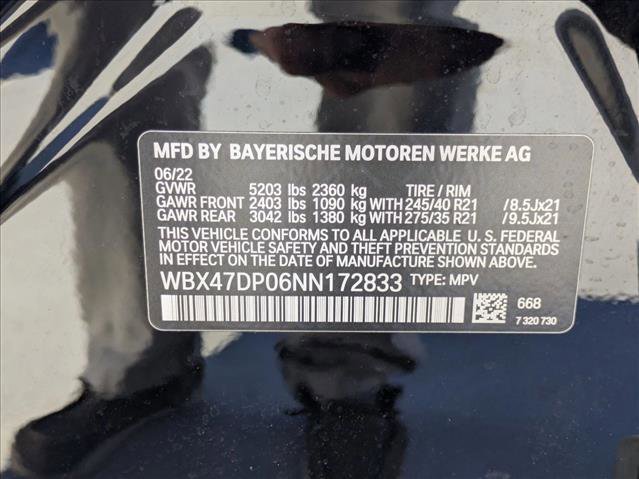 MFD BY BAYERISCHE MOTOREN WERKE AG
06/22
GVWR 5203 lbs 2360 kg TIRE / RIM
GAWR FRONT 2403 lbs 1090 kg WITH 245/40 R21 /8.5Jx21
GAWR REAR 3042 lbs 1380 kg WITH 275/35 R21 /9.5Jx21
THIS VEHICLE CONFORMS TO ALL APPLICABLE U. S. FEDERAL
MOTOR VEHICLE SAFETY AND THEFT PREVENTION STANDARDS
IN EFFECT ON THE DATE OF MANUFACTURE SHOWN ABOVE.
WBX47DP06NN172833 TYPE: MPV
668
7 320 730